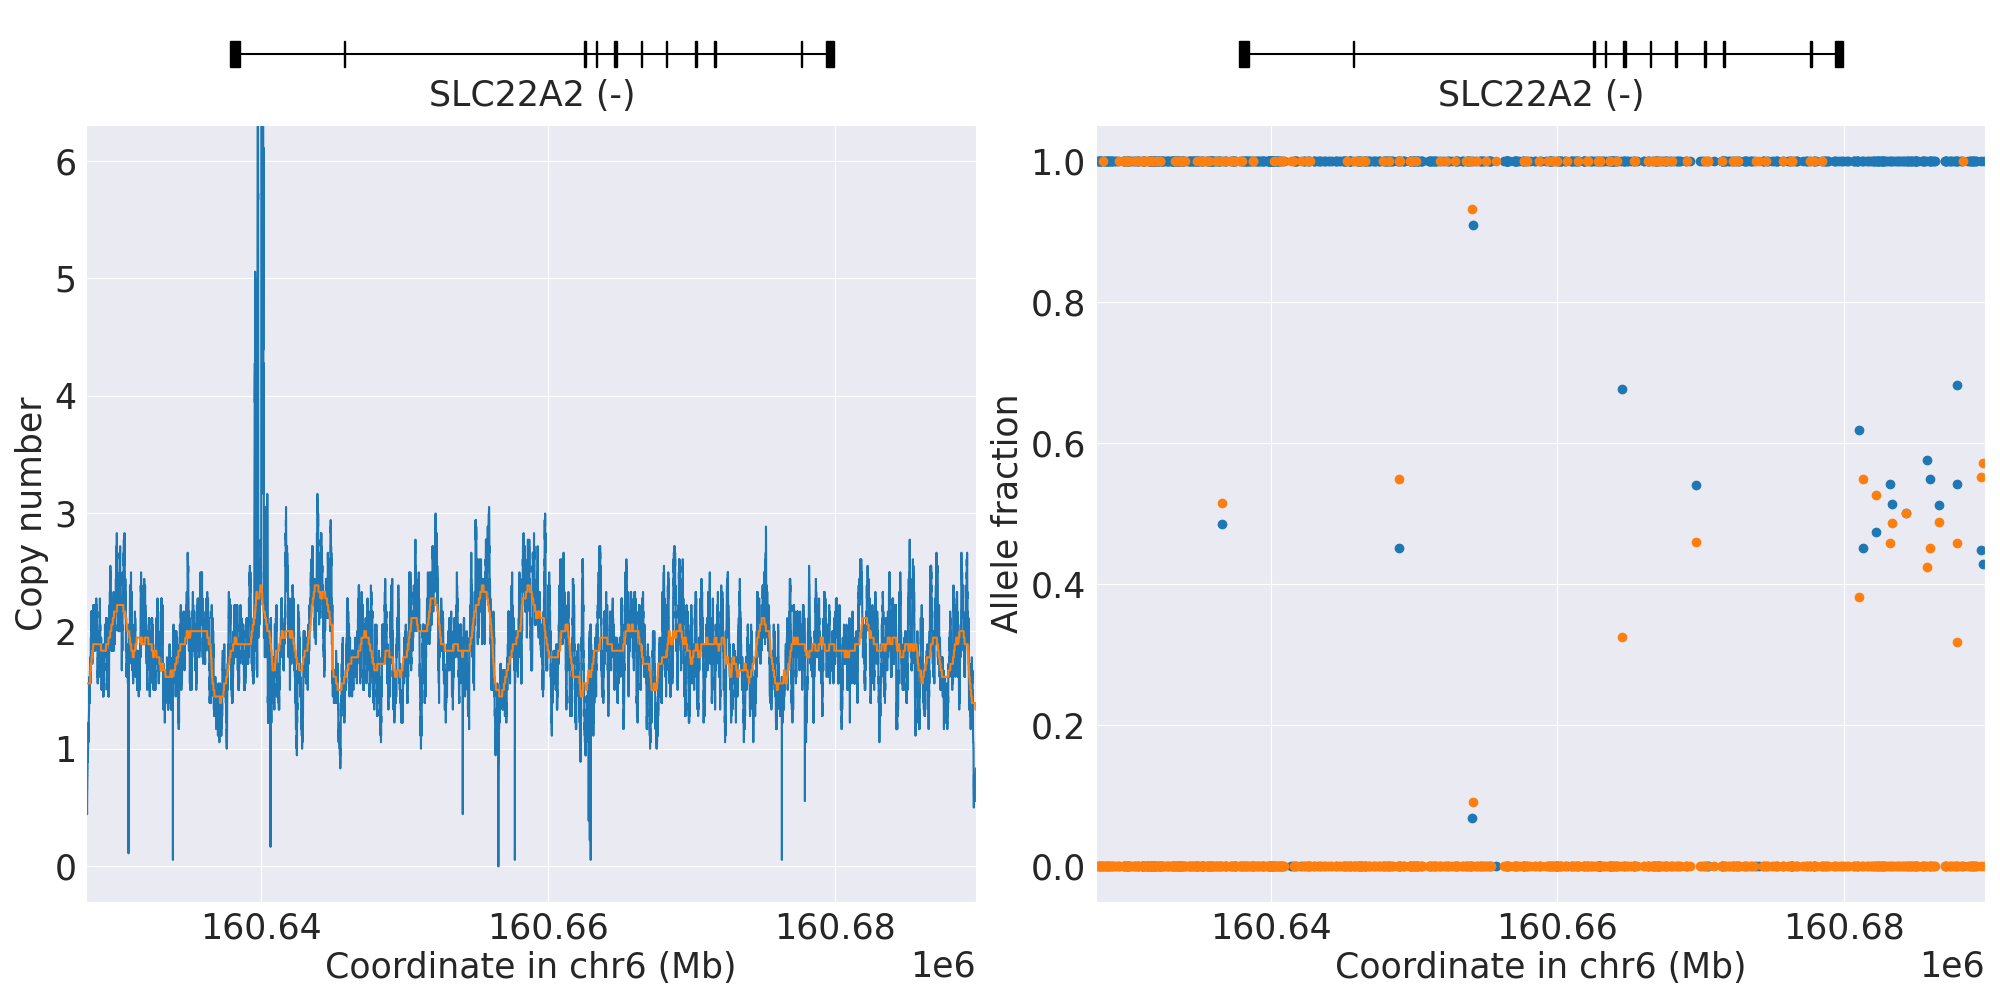 SLC22A2 (-)
6
5
4
3
2
1
0
Copy number
160.64
160.66
160.68
Coordinate in chr6 (Mb)
1e6
SLC22A2 (-)
1.0
0.8
0.6
0.4
0.2
0.0
Allele fraction
160.64
160.66
160.68
Coordinate in chr6 (Mb)
1e6